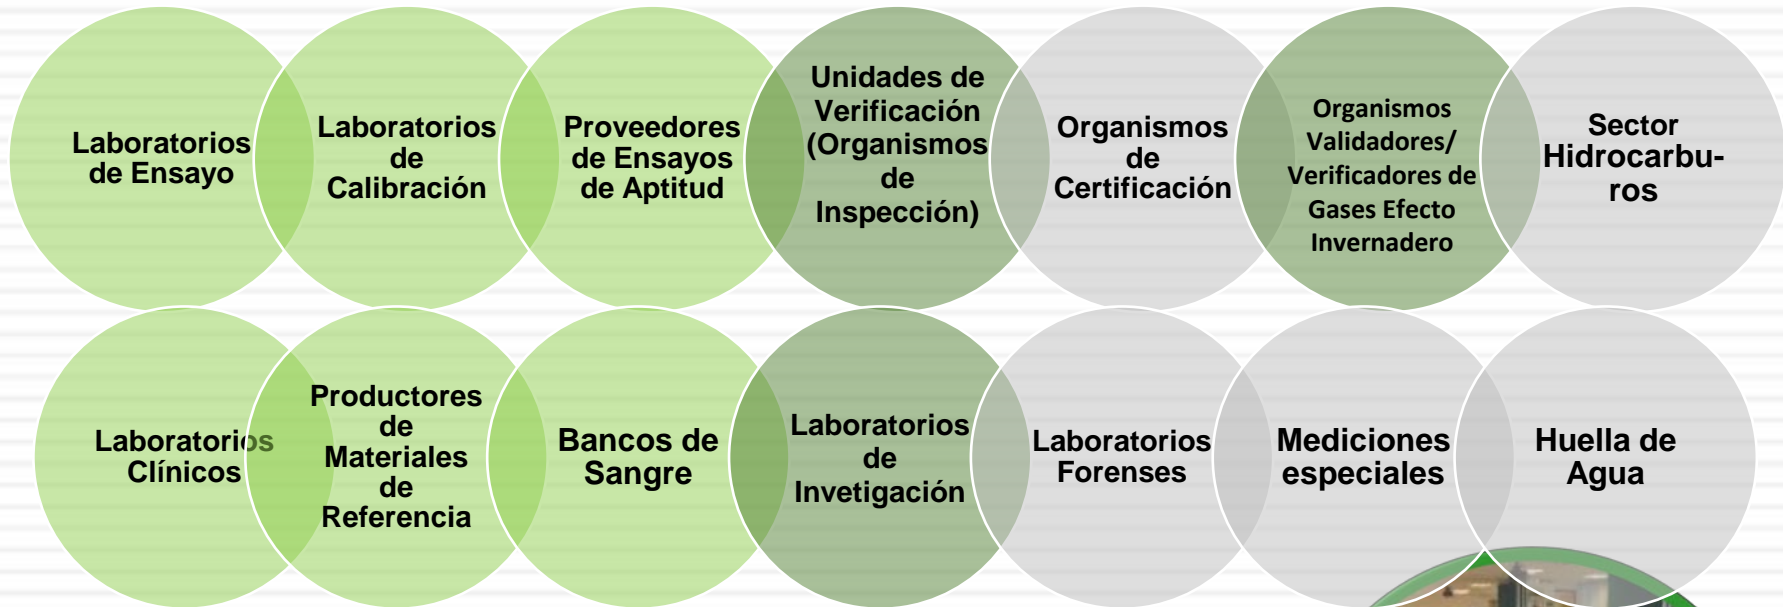 Laboratorios
de Ensayo
Laboratorios
de
Calibración
Proveedores
de Ensayos
de Aptitud
Unidades de
Verificación
(Organismos
de
Inspección)
Organismos
de
Certificación
Organismos
Validadores/
Verificadores de
Gases Efecto
Invernadero
Sector
Hidrocarbu-
ros
Laboratorios
Clínicos
Productores
de
Materiales
de
Referencia
Bancos de
Sangre
Laboratorios
de
Invetigación
Laboratorios
Forenses
Mediciones
especiales
Huella de
Agua